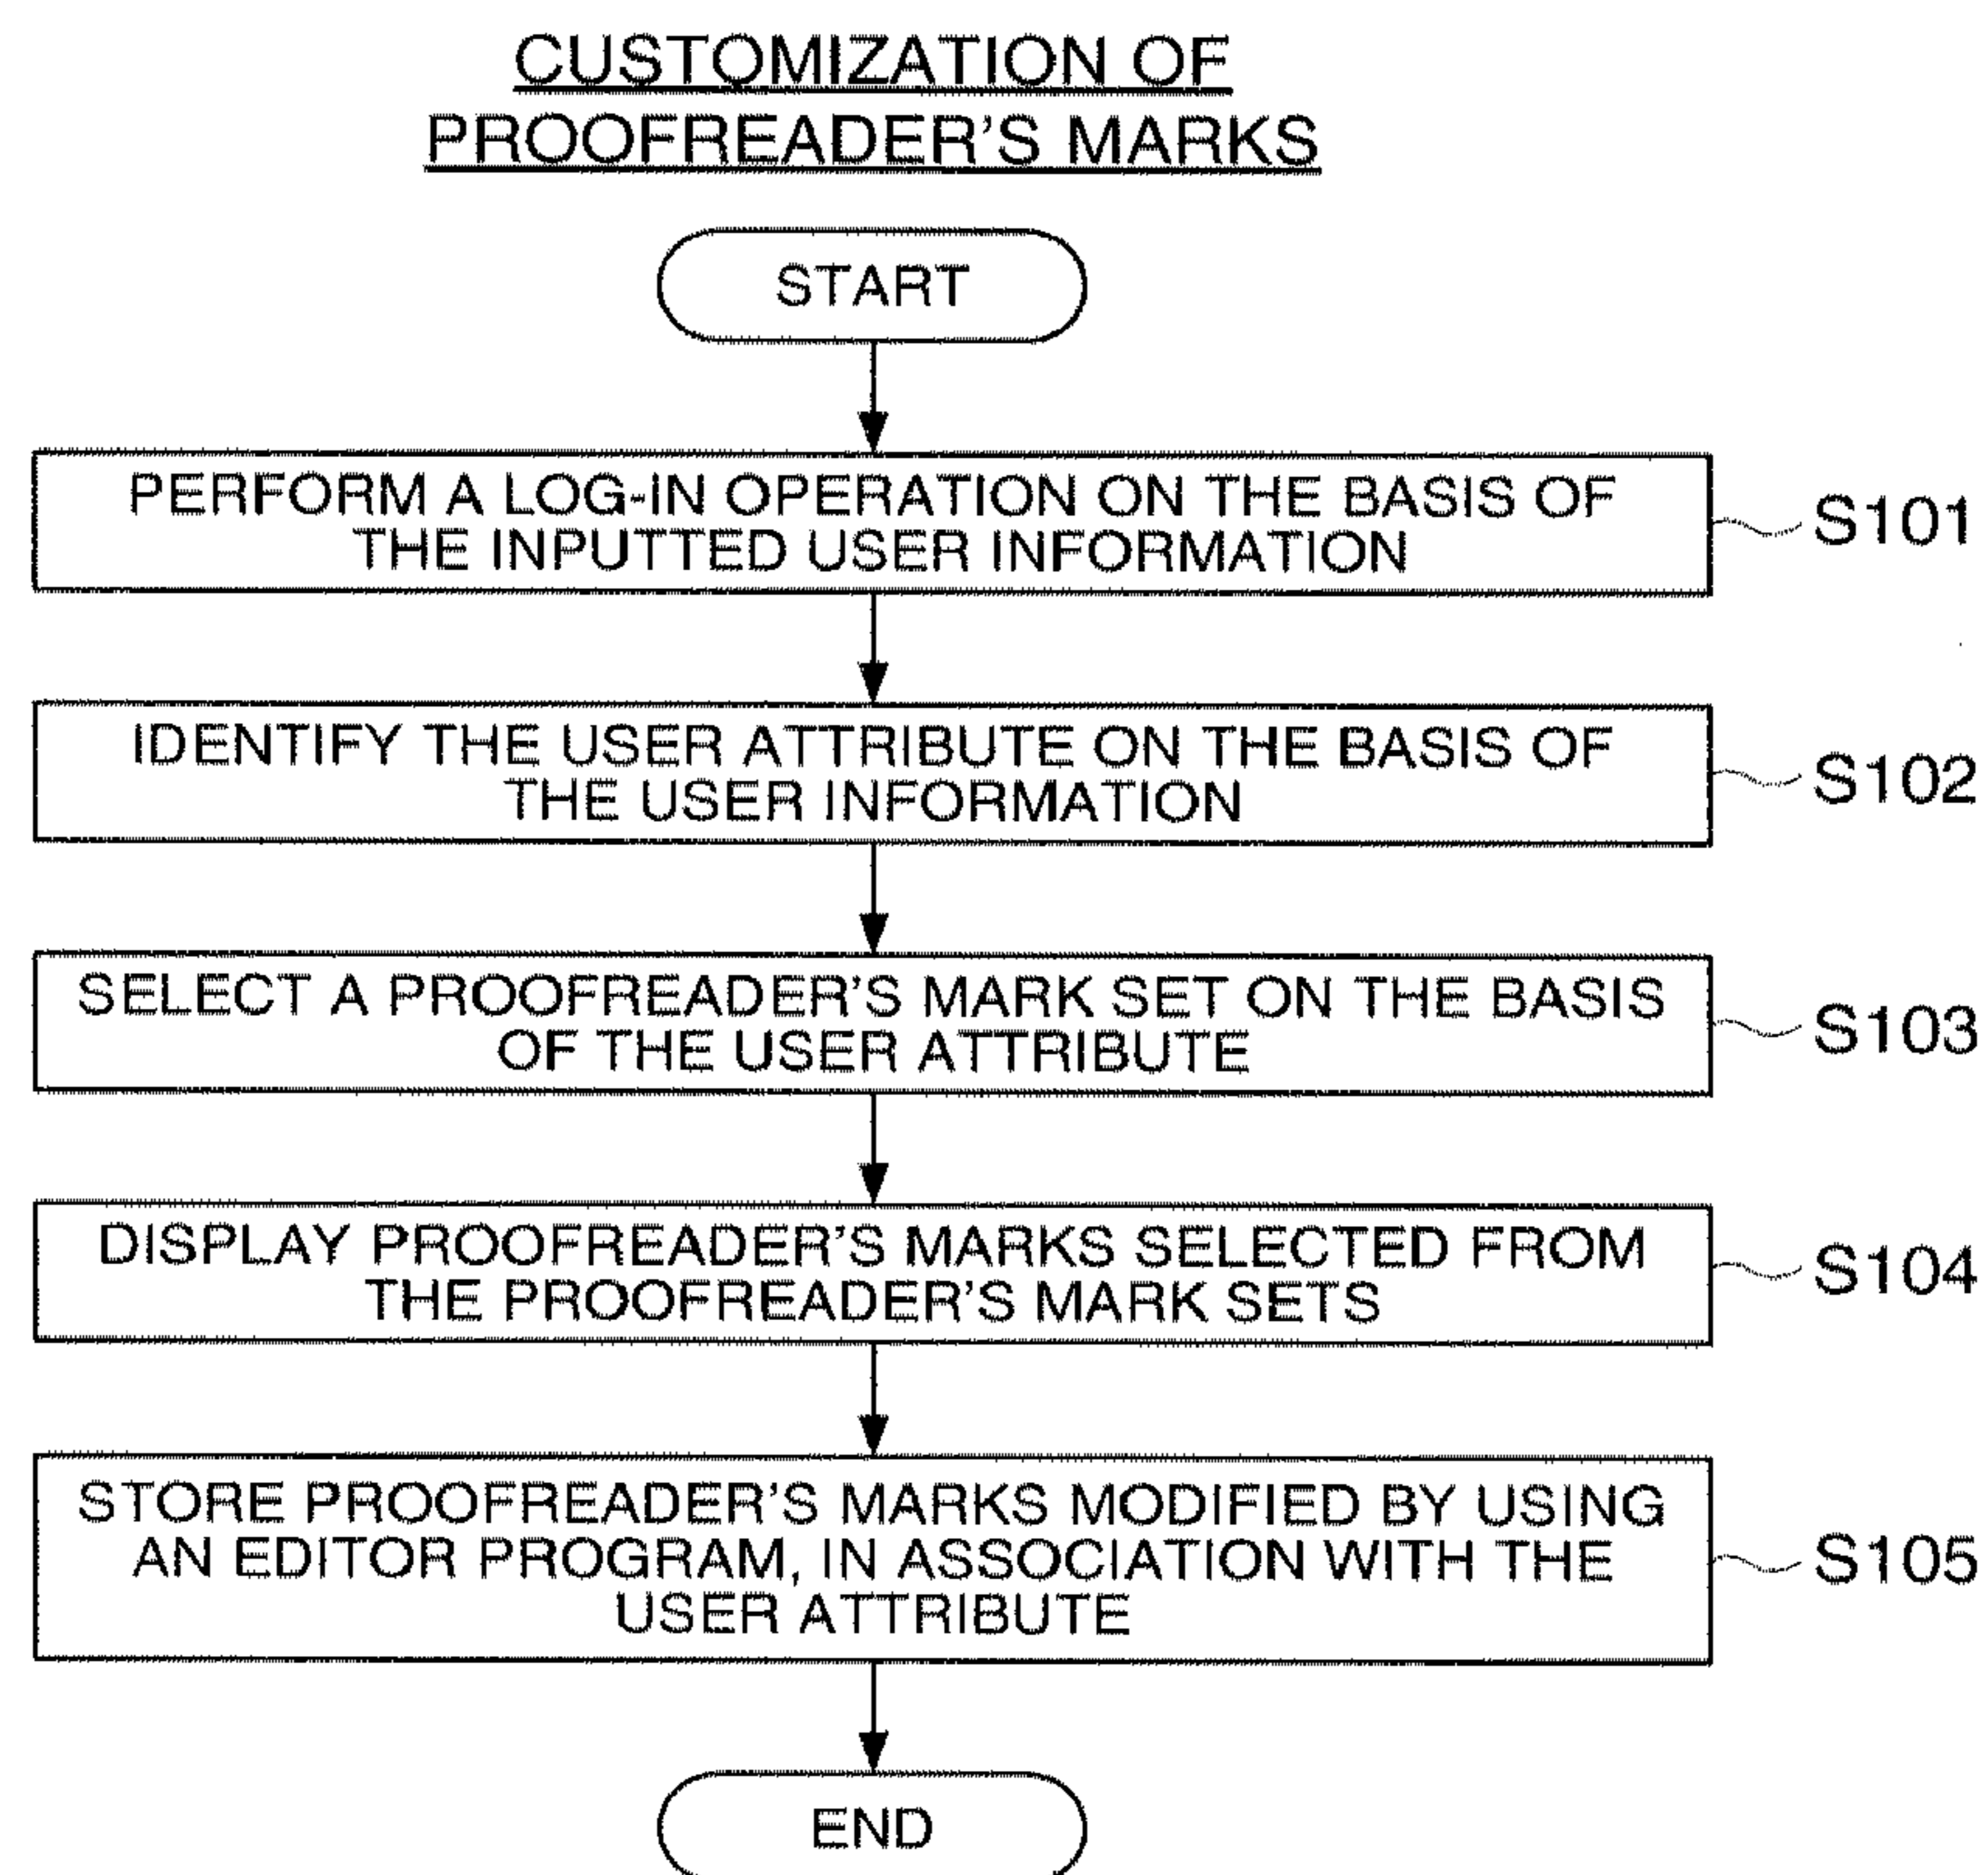 CUSTOMIZATION OF
PROOFREADER'S MARKS
START
PERFORM A LOG-IN OPERATION ON THE BASIS OF
THE INPUTTED USER INFORMATION
S101
IDENTIFY THE USER ATTRIBUTE ON THE BASIS OF
THE USER INFORMATION
S102
SELECT A PROOFREADER'S MARK SET ON THE BASIS
OF THE USER ATTRIBUTE
S103
DISPLAY PROOFREADER'S MARKS SELECTED FROM
THE PROOFREADER'S MARK SETS
S104
STORE PROOFREADER'S MARKS MODIFIED BY USING
AN EDITOR PROGRAM, IN ASSOCIATION WITH THE
USER ATTRIBUTE
S105
END